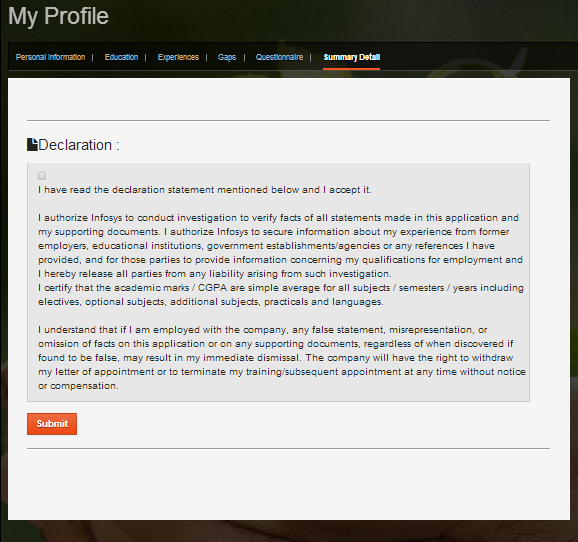 My Profile
Personal Information | Education | Experiences | Gaps | Questionnaire | Summary Detail
Declaration :
I have read the declaration statement mentioned below and I accept it.
I authorize Infosys to conduct investigation to verify facts of all statements made in this application and
my supporting documents. I authorize Infosys to secure information about my experience from former
employers, educational institutions, government establishments/agencies or any references I have
provided, and for those parties to provide information concerning my qualifications for employment and
I hereby release all parties from any liability arising from such investigation.
I certify that the academic marks / CGPA are simple average for all subjects / semesters / years including
electives, optional subjects, additional subjects, practicals and languages.
I understand that if I am employed with the company, any false statement, misrepresentation, or
omission of facts on this application or on any supporting documents, regardless of when discovered if
found to be false, may result in my immediate dismissal. The company will have the right to withdraw
my letter of appointment or to terminate my training/subsequent appointment at any time without notice
or compensation.
Submit